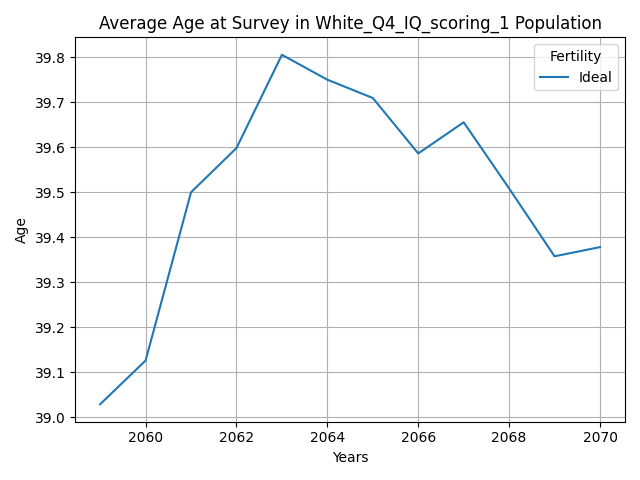 Average Age at Survey in White_Q4_IQ_scoring_1 Population
Fertility
Ideal
39.8
39.7
39.6
39.5
39.4
39.3
39.2
39.1
39.0
Age
2060 2062 2064 2066 2068 2070
Years